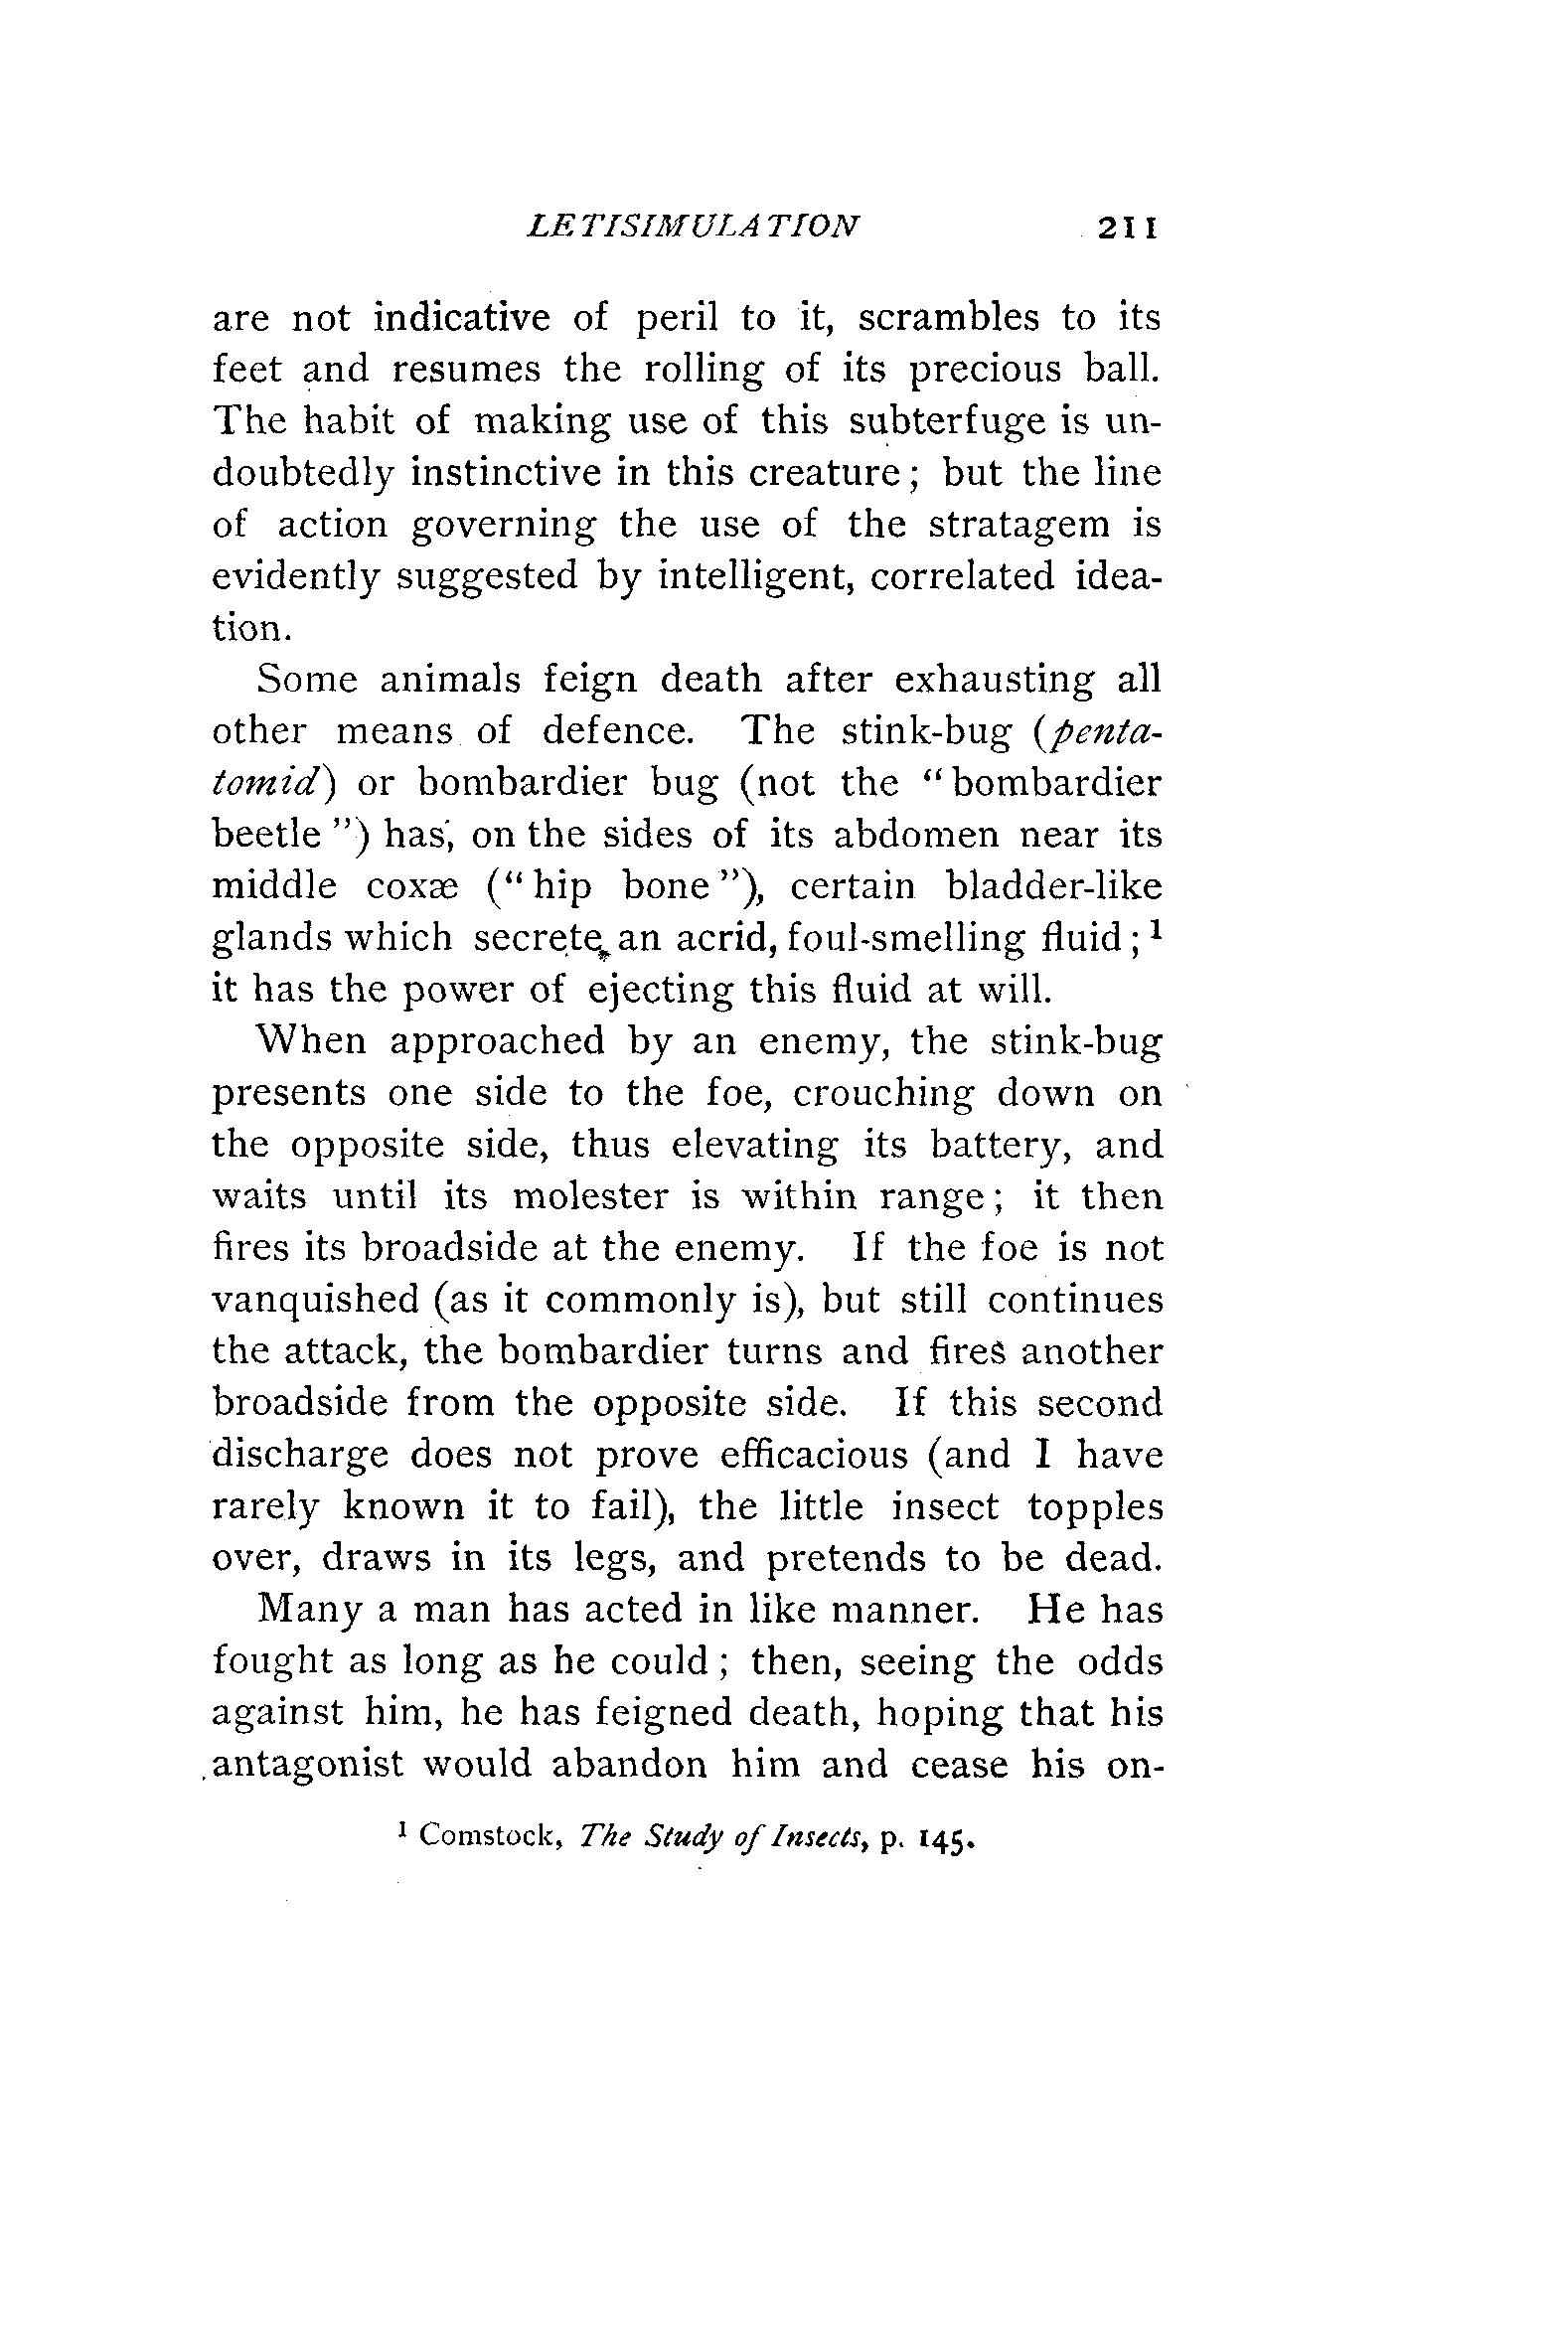 LETISIMULATION 211
are not indicative of peril to it, scrambles to its
feet and resumes the rolling of its precious ball.
The habit of making use of this subterfuge is un-
doubtedly instinctive in this creature; but the line
of action governing the use of the stratagem is
evidently suggested by intelligent, correlated idea-
tion.
Some animals feign death after exhausting all
other means of defence. The stink-bug (penta-
tomid) or bombardier bug (not the "bombardier
beetle") has, on the sides of its abdomen near its
middle coxæ ("hip bone"), certain bladder-like
glands which secrete an acrid, foul-smelling fluid;¹
it has the power of ejecting this fluid at will.
When approached by an enemy, the stink-bug
presents one side to the foe, crouching down on
the opposite side, thus elevating its battery, and
waits until its molester is within range; it then
fires its broadside at the enemy. If the foe is not
vanquished (as it commonly is), but still continues
the attack, the bombardier turns and fires another
broadside from the opposite side. If this second
discharge does not prove efficacious (and I have
rarely known it to fail), the little insect topples
over, draws in its legs, and pretends to be dead.
Many a man has acted in like manner. He has
fought as long as he could; then, seeing the odds
against him, he has feigned death, hoping that his
antagonist would abandon him and cease his on-
¹ Comstock, The Study of Insects, p. 145.